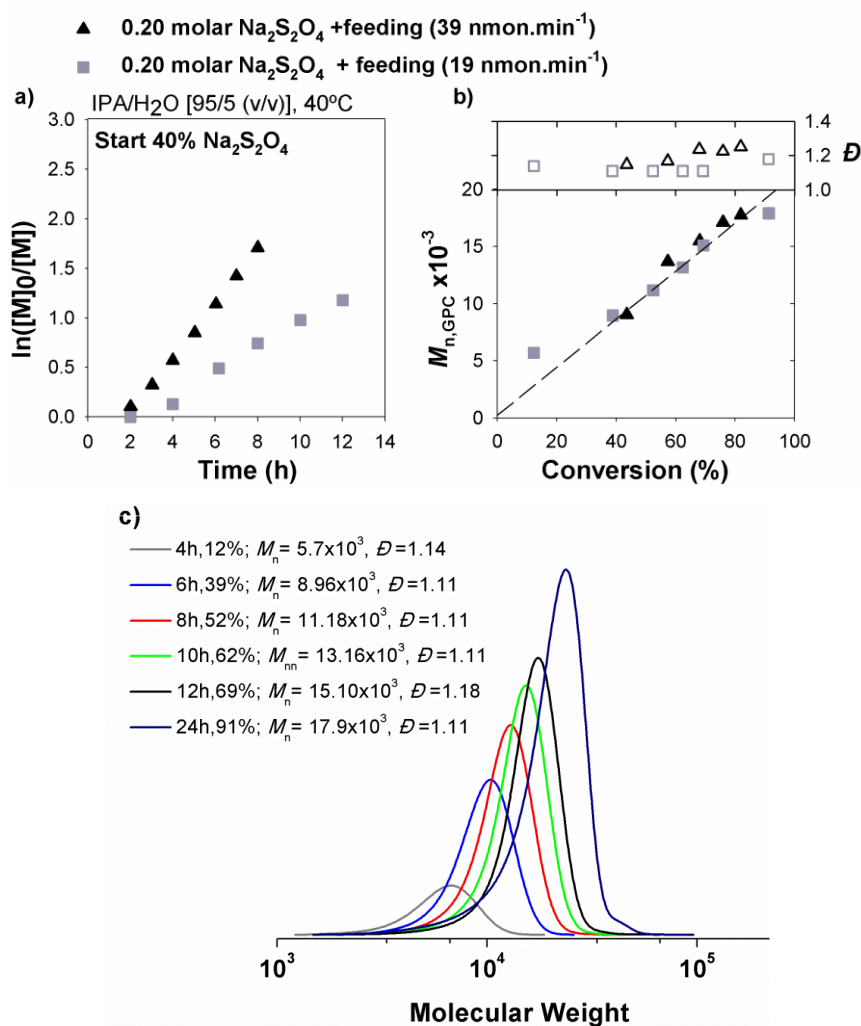 ▲ 0.20 molar Na₂S₂O₄ +feeding (39 nmon.min⁻¹)
■ 0.20 molar Na₂S₂O₄ + feeding (19 nmon.min⁻¹)
a)
IPA/H₂O [95/5 (v/v)], 40ºC
Start 40% Na₂S₂O₄
3.0
2.5
2.0
1.5
1.0
0.5
0.0
ln([M]₀/[M])
0 2 4 6 8 10 12 14
Time (h)
b)
1.4
1.2
1.0
Đ
20
15
10
5
0
Mn,GPC x10⁻³
0 20 40 60 80 100
Conversion (%)
c)
4h,12%; Mn= 5.7x10³, Đ=1.14
6h,39%; Mn= 8.96x10³, Đ=1.11
8h,52%; Mn= 11.18x10³, Đ=1.11
10h,62%; Mnn= 13.16x10³, Đ=1.11
12h,69%; Mn= 15.10x10³, Đ=1.18
24h,91%; Mn= 17.9x10³, Đ=1.11
10³ 10⁴ 10⁵
Molecular Weight